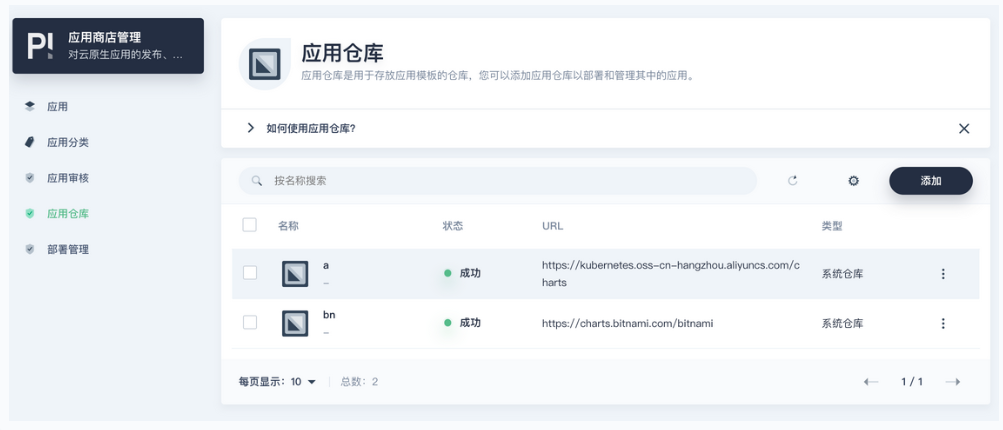 PI
应用商店管理
对云原生应用的发布、...
应用
应用分类
应用审核
应用仓库
部署管理
应用仓库
应用仓库是用于存放应用模板的仓库，您可以添加应用仓库以部署和管理其中的应用。
如何使用应用仓库?
按名称搜索
添加
名称 状态 URL 类型
a
–
成功
https://kubernetes.oss-cn-hangzhou.aliyuncs.com/c
harts
系统仓库
bn
–
成功
https://charts.bitnami.com/bitnami
系统仓库
每页显示：10 总数：2
1 / 1